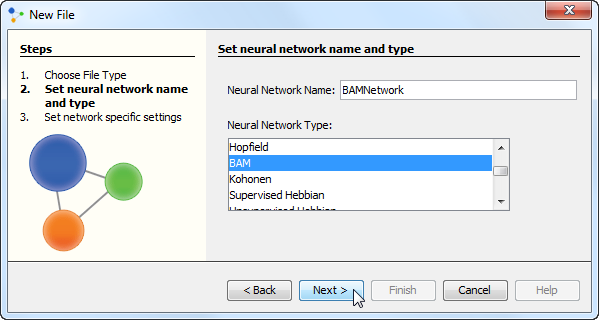 New File
Steps
1. Choose File Type
2. Set neural network name
and type
3. Set network specific settings
Set neural network name and type
Neural Network Name: BAMNetwork
Neural Network Type:
Hopfield
BAM
Kohonen
Supervised Hebbian
Unsupervised Hebbian
< Back
Next >
Finish
Cancel
Help